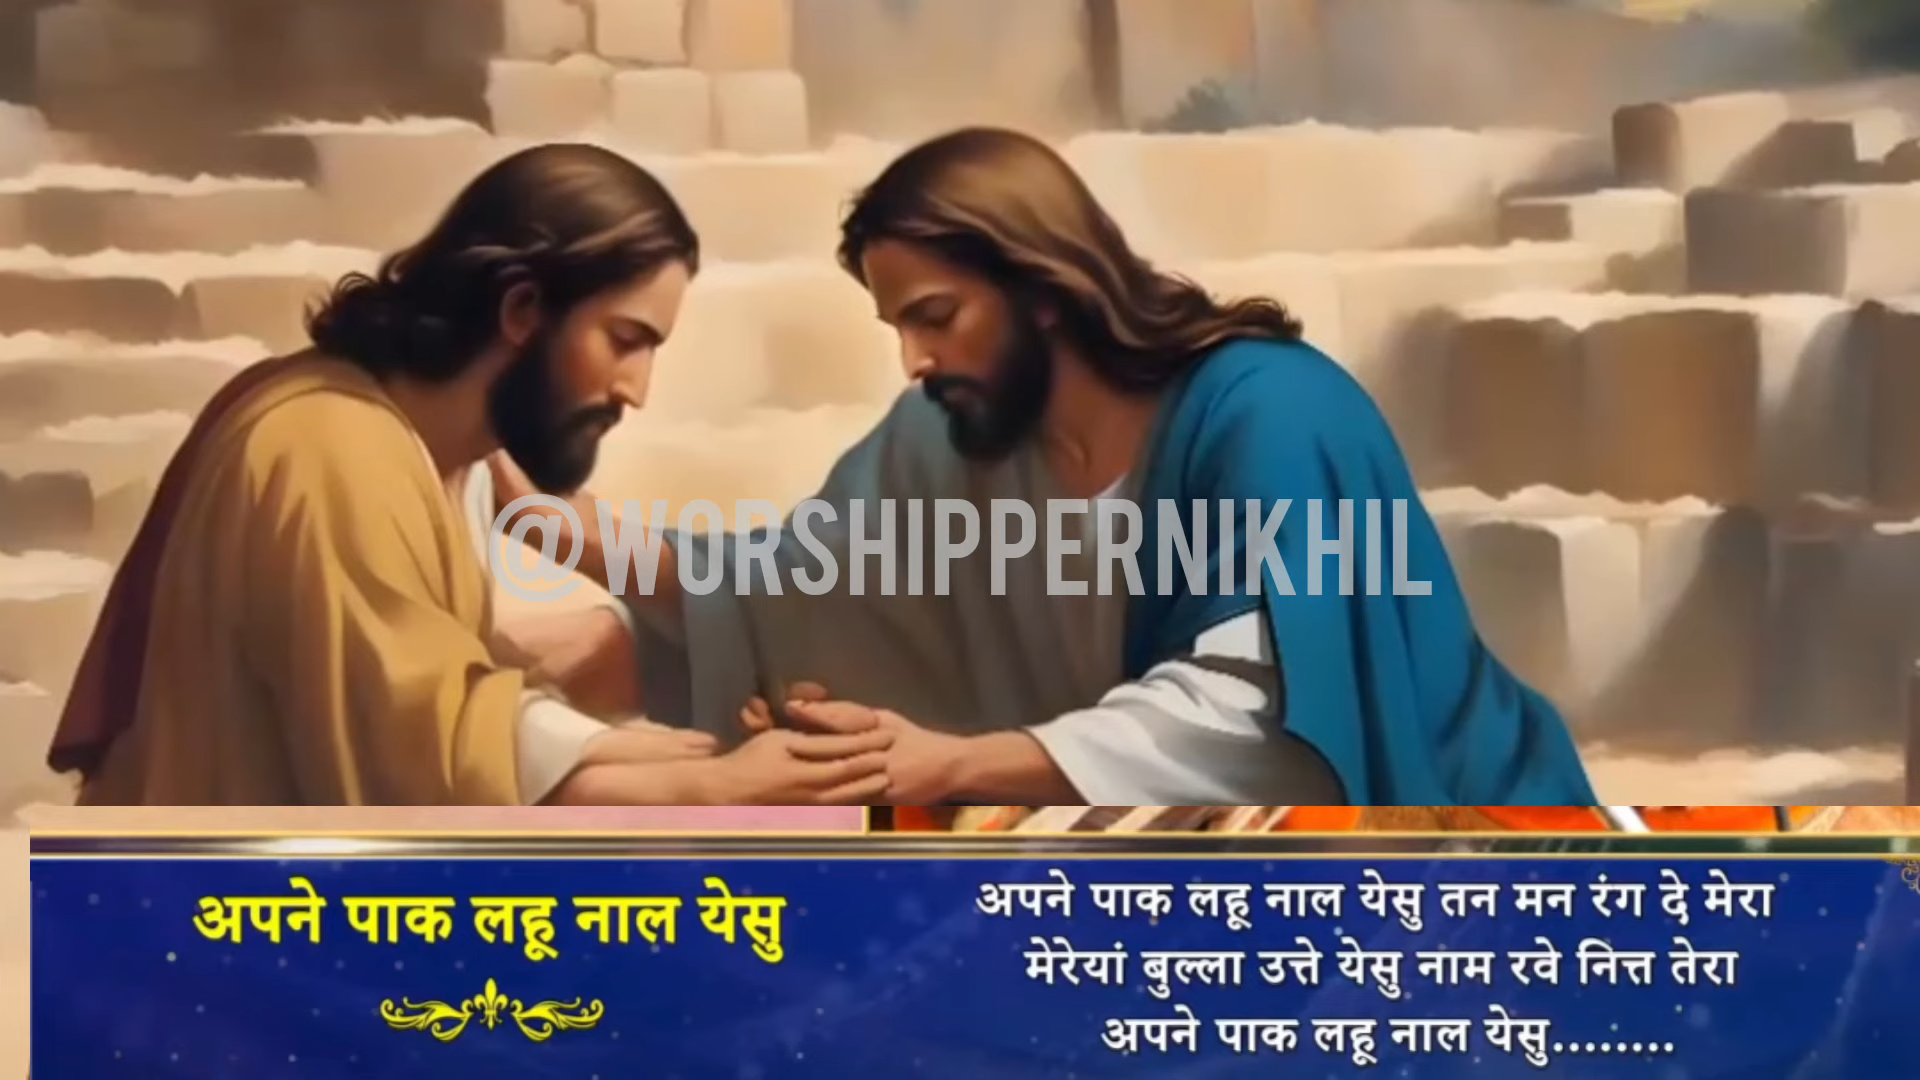 @WORSHIPPERNIKHIL
अपने पाक लहू नाल येसु
अपने पाक लहू नाल येसु तन मन रंग दे मेरा
मेरेयां बुल्ला उत्ते येसु नाम रवे नित्त तेरा
अपने पाक लहू नाल येसु........